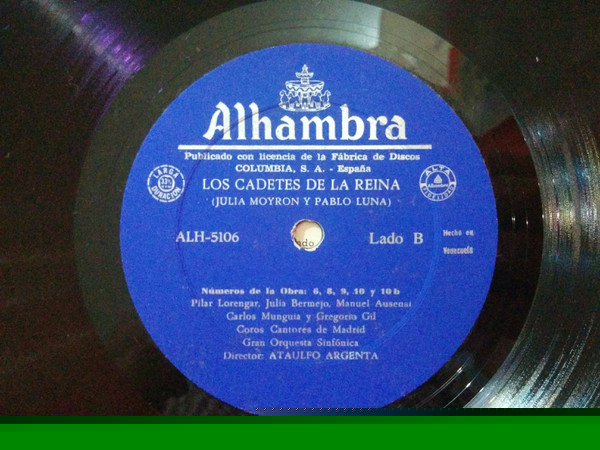 Alhambra
Publicado con licencia de la Fábrica de Discos
COLUMBIA, S. A. - España
LARGA
DURACION
ALTA
LOS CADETES DE LA REINA
(JULIA MOYRON Y PABLO LUNA)
ALH-5106
Lado B
Hecho en
Venezuela
Números de la Obra: 6, 8, 9, 10 y 10 b
Pilar Lorengar, Julia Bermejo, Manuel Ausensi
Carlos Munguia y Gregorio Gil
Coros Cantores de Madrid
Gran Orquesta Sinfónica
Director: ATAULFO ARGENTA